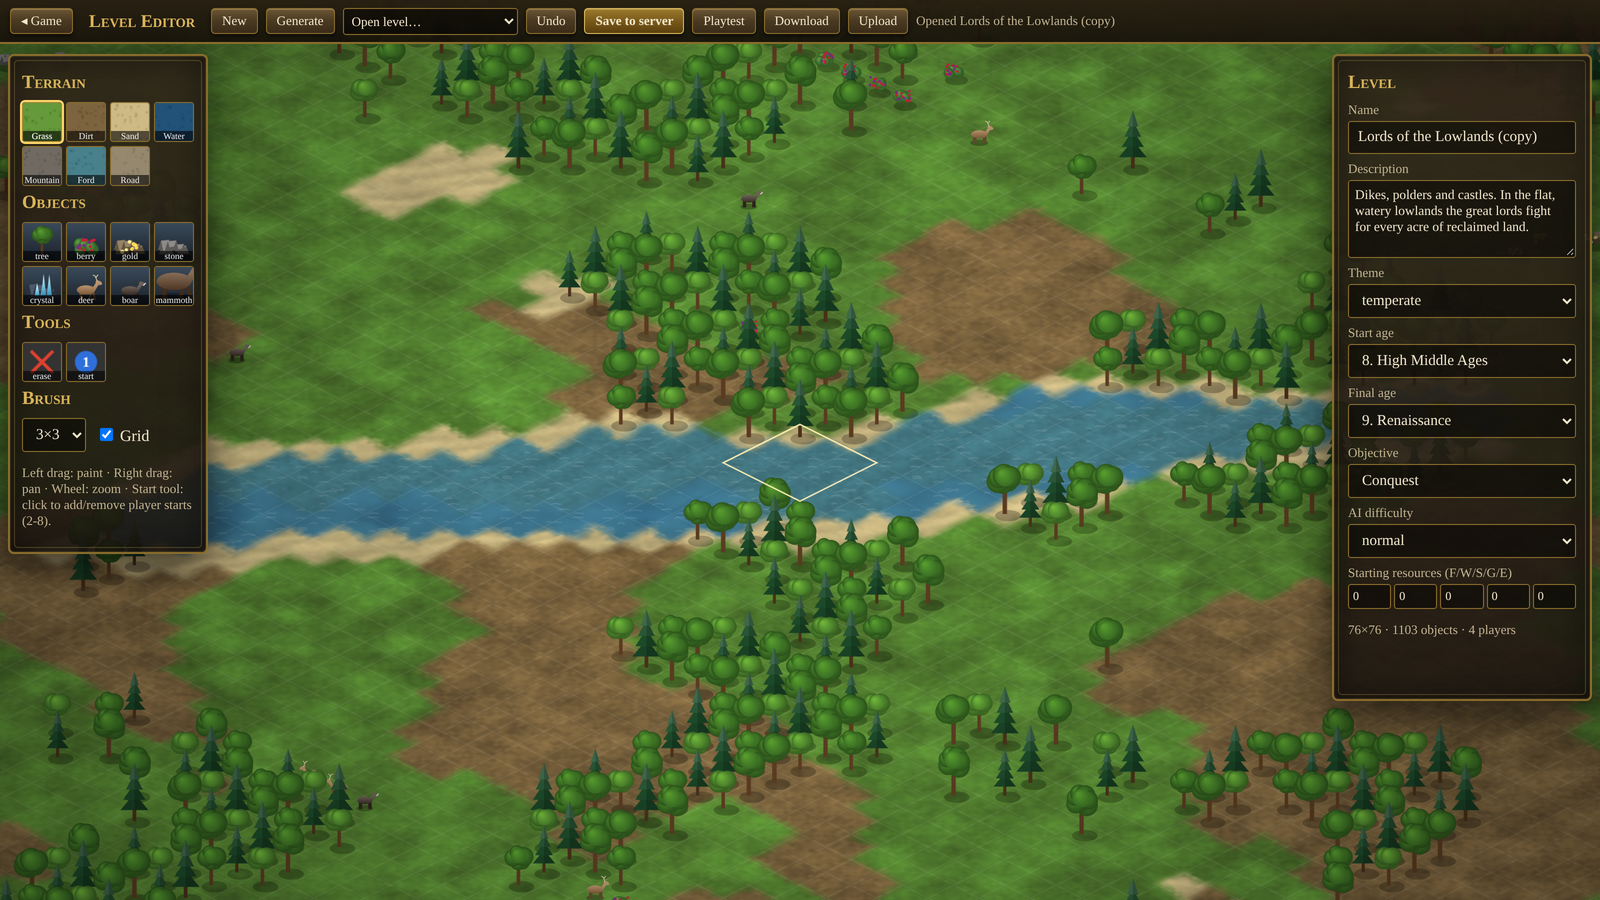 ◂ Game
Level Editor
New
Generate
Open level…
Undo
Save to server
Playtest
Download
Upload
Opened Lords of the Lowlands (copy)
Terrain
Grass
Dirt
Sand
Water
Mountain
Ford
Road
Objects
tree
berry
gold
stone
crystal
deer
boar
mammoth
Tools
erase
1
start
Brush
3×3
Grid
Left drag: paint · Right drag:
pan · Wheel: zoom · Start tool:
click to add/remove player starts
(2-8).
Level
Name
Lords of the Lowlands (copy)
Description
Dikes, polders and castles. In the flat,
watery lowlands the great lords fight
for every acre of reclaimed land.
Theme
temperate
Start age
8. High Middle Ages
Final age
9. Renaissance
Objective
Conquest
AI difficulty
normal
Starting resources (F/W/S/G/E)
0 0 0 0 0
76×76 · 1103 objects · 4 players